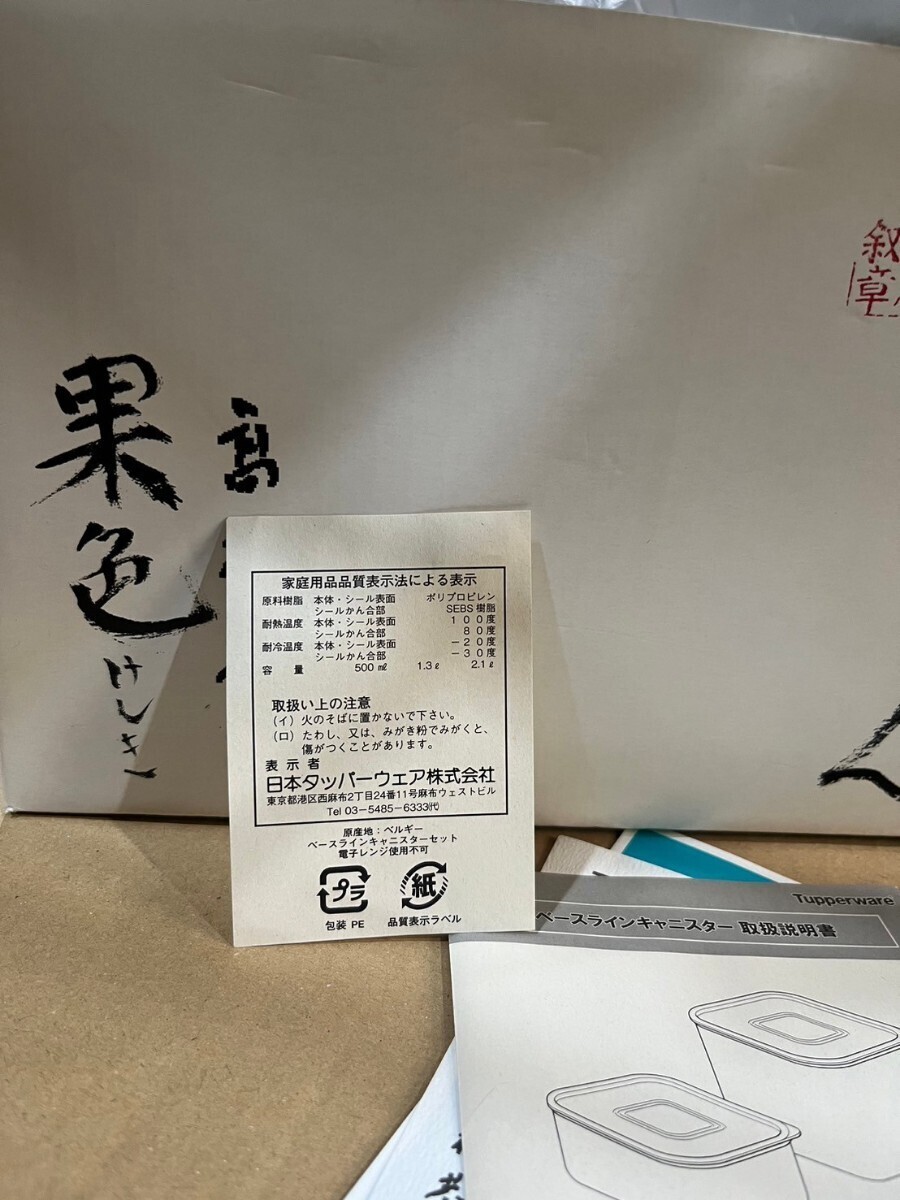 叙
章
高
果色
けしき
家庭用品品質表示法による表示
原料樹脂 本体・シール表面 ポリプロピレン
シールかん合部 SEBS樹脂
耐熱温度 本体・シール表面 100度
シールかん合部 80度
耐冷温度 本体・シール表面 -20度
シールかん合部 -30度
容量 500㎖ 1.3ℓ 2.1ℓ
取扱い上の注意
(イ)火のそばに置かないで下さい。
(ロ)たわし、又は、みがき粉でみがくと、
傷がつくことがあります。
表示者
日本タッパーウェア株式会社
東京都港区西麻布2丁目24番11号麻布ウェストビル
Tel 03-5485-6333㈹
原産地:ベルギー
ベースラインキャニスターセット
電子レンジ使用不可
プラ 紙
包装 PE 品質表示ラベル
Tupperware
ベースラインキャニスター 取扱説明書